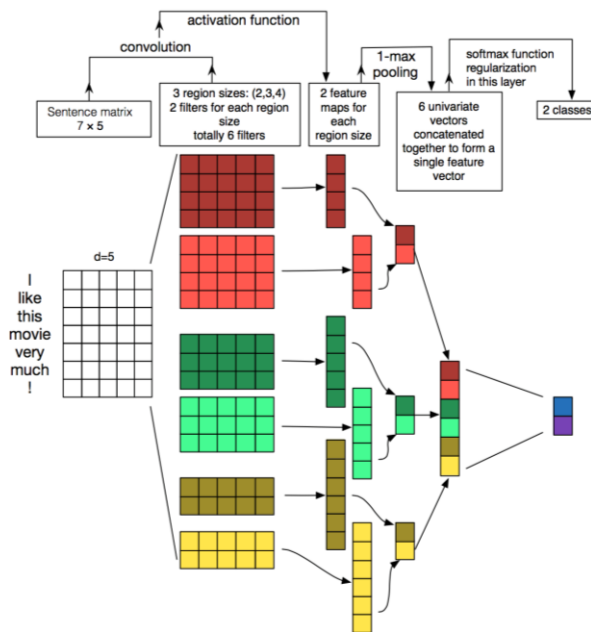 activation function
convolution
1-max
pooling
softmax function
regularization
in this layer
Sentence matrix
7 × 5
3 region sizes: (2,3,4)
2 filters for each region
size
totally 6 filters
2 feature
maps for
each
region size
6 univariate
vectors
concatenated
together to form a
single feature
vector
2 classes
d=5
I
like
this
movie
very
much
!